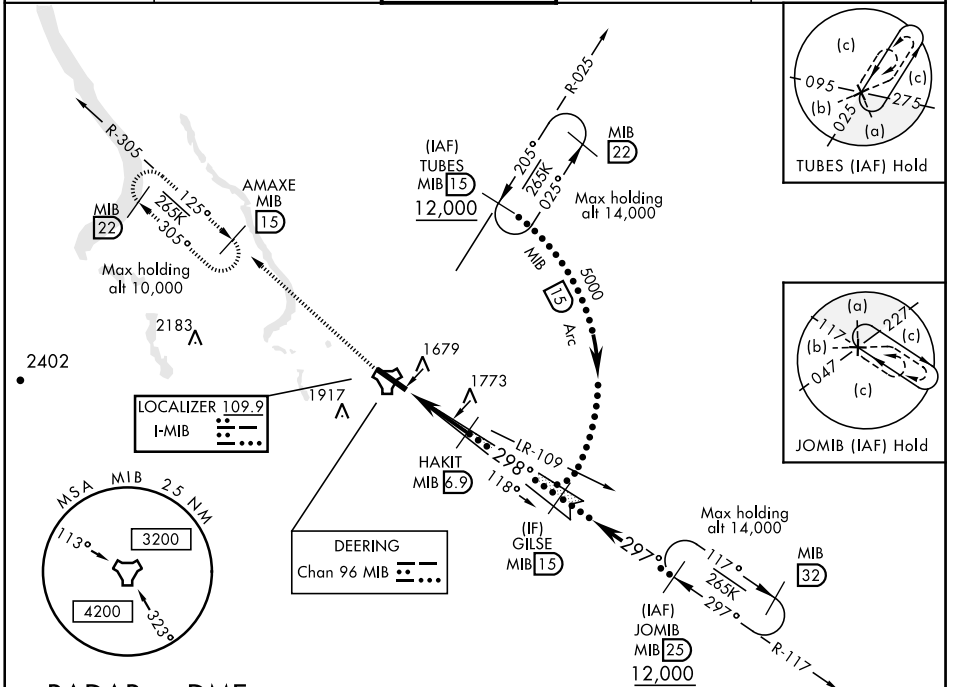 R-305
125°
265K
305°
AMAXE
MIB
15
MIB
22
Max holding
alt 10,000
2183
2402
1917
1679
1773
LOCALIZER 109.9
I-MIB
R-025
(IAF)
TUBES
MIB 15
12,000
205°
265K
025°
MIB
22
Max holding
alt 14,000
MIB
15
Arc
5000
LR-109
298°
118°
HAKIT
MIB 6.9
(IF)
GILSE
MIB 15
DEERING
Chan 96 MIB
MSA MIB 25 NM
113°
3200
4200
323°
Max holding
alt 14,000
297°
117°
265K
297°
MIB
32
(IAF)
JOMIB
MIB 25
12,000
R-117
(c)
095
(c)
(b)
275
025
(a)
TUBES (IAF) Hold
(a)
117
227
(b)
(c)
047
(c)
JOMIB (IAF) Hold